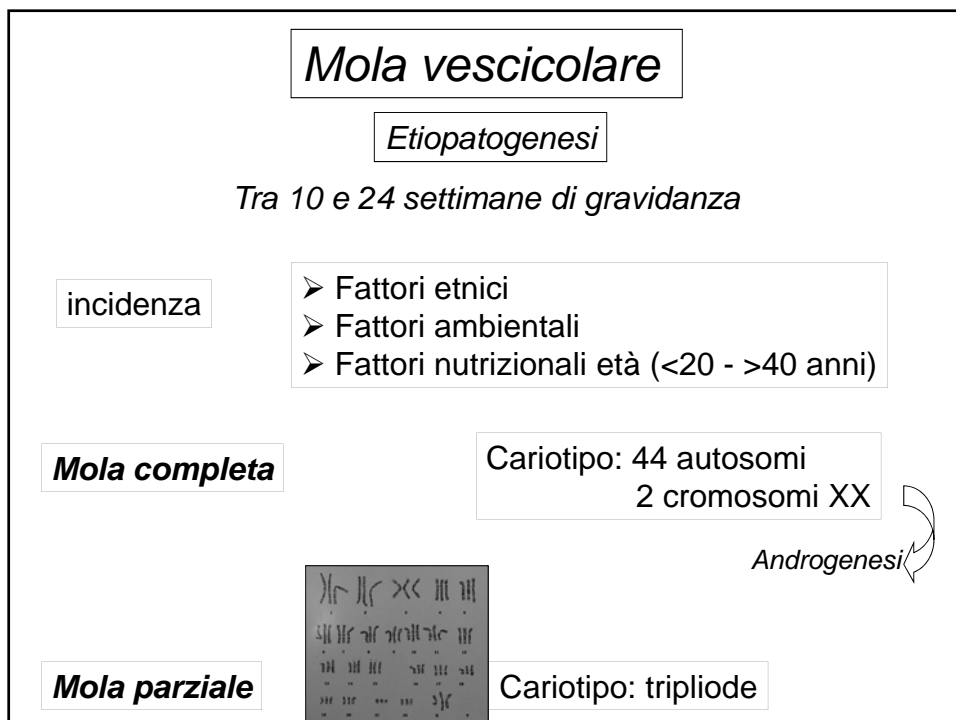 Mola vescicolare
Etiopatogenesi
Tra 10 e 24 settimane di gravidanza
incidenza
➢ Fattori etnici
➢ Fattori ambientali
➢ Fattori nutrizionali età (<20 - >40 anni)
Mola completa
Cariotipo: 44 autosomi
2 cromosomi XX
Androgenesi
Mola parziale
Cariotipo: tripliode